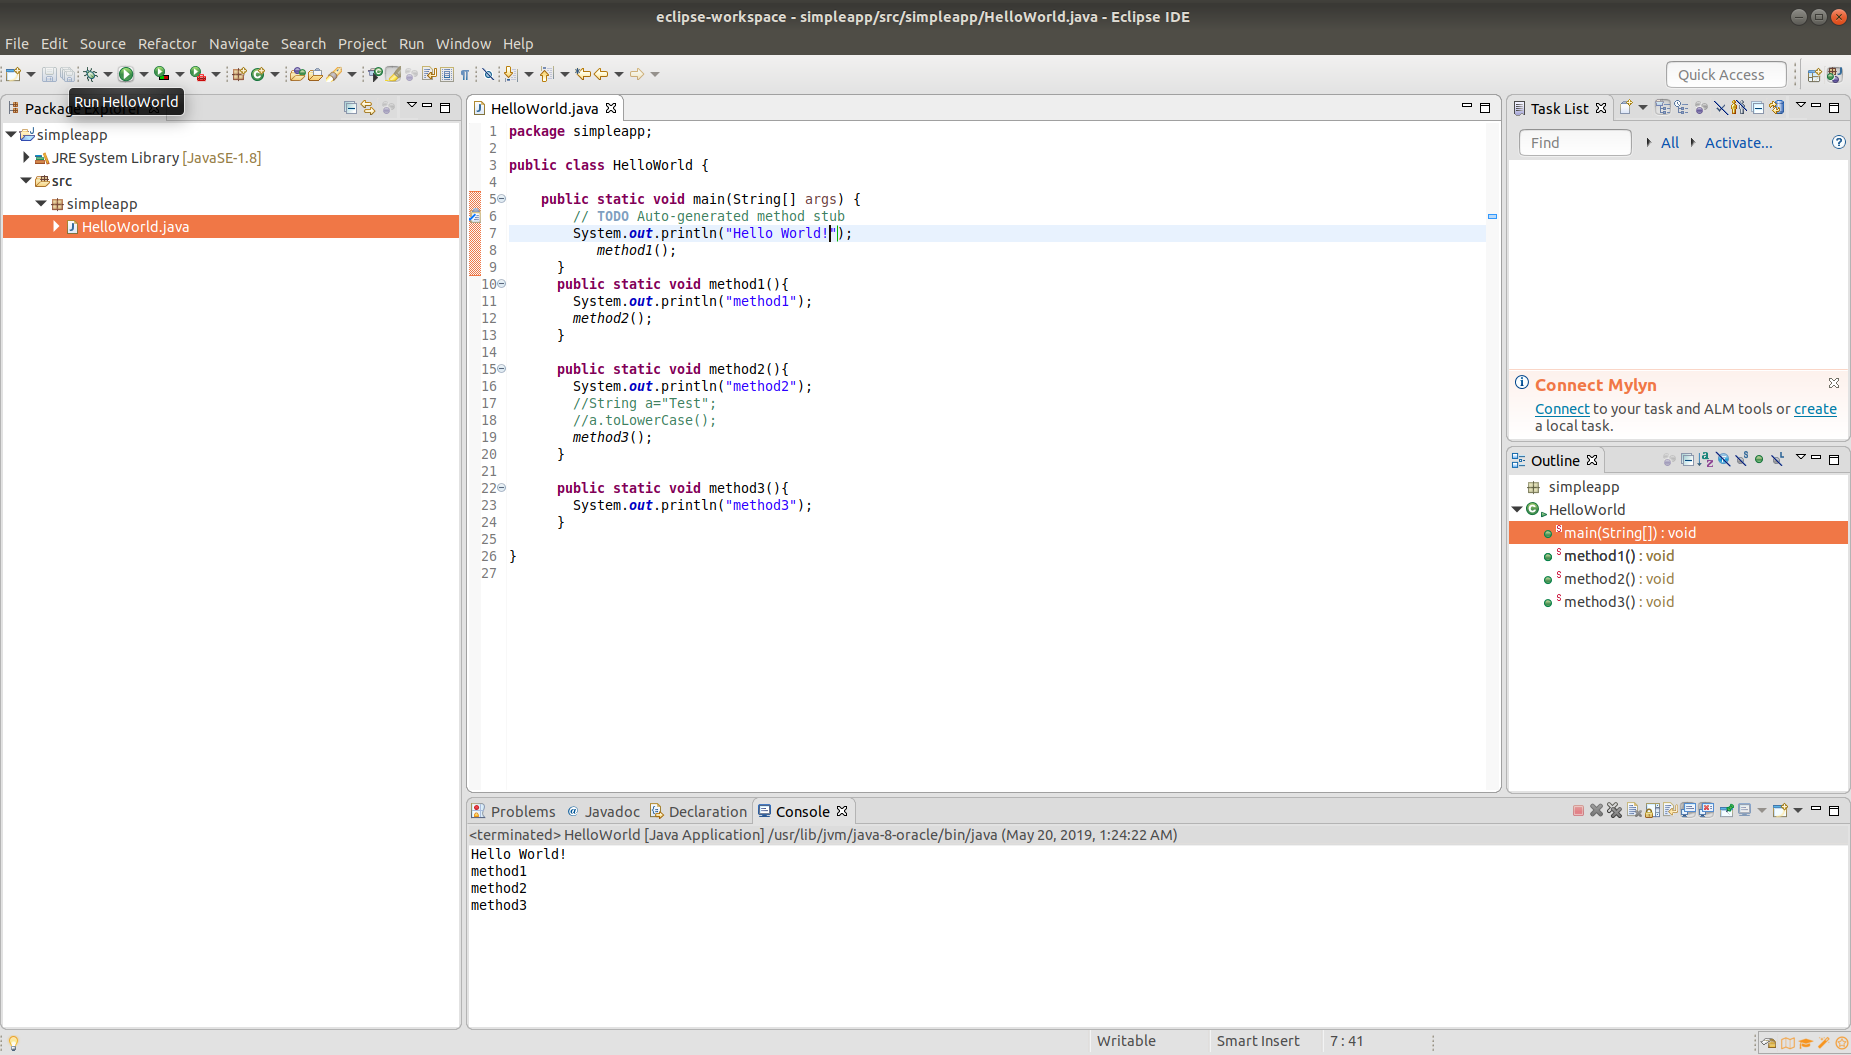 eclipse-workspace - simpleapp/src/simpleapp/HelloWorld.java - Eclipse IDE
File Edit Source Refactor Navigate Search Project Run Window Help
Quick Access
Run HelloWorld
Package Explorer
simpleapp
JRE System Library [JavaSE-1.8]
src
simpleapp
HelloWorld.java
HelloWorld.java
1 package simpleapp;
2
3 public class HelloWorld {
4
5 public static void main(String[] args) {
6 // TODO Auto-generated method stub
7 System.out.println("Hello World!");
8 method1();
9 }
10 public static void method1(){
11 System.out.println("method1");
12 method2();
13 }
14
15 public static void method2(){
16 System.out.println("method2");
17 //String a="Test";
18 //a.toLowerCase();
19 method3();
20 }
21
22 public static void method3(){
23 System.out.println("method3");
24 }
25
26 }
27
Task List
Find All Activate...
Connect Mylyn
Connect to your task and ALM tools or create
a local task.
Outline
simpleapp
HelloWorld
main(String[]) : void
method1() : void
method2() : void
method3() : void
Problems @ Javadoc Declaration Console
<terminated> HelloWorld [Java Application] /usr/lib/jvm/java-8-oracle/bin/java (May 20, 2019, 1:24:22 AM)
Hello World!
method1
method2
method3
Writable Smart Insert 7 : 41